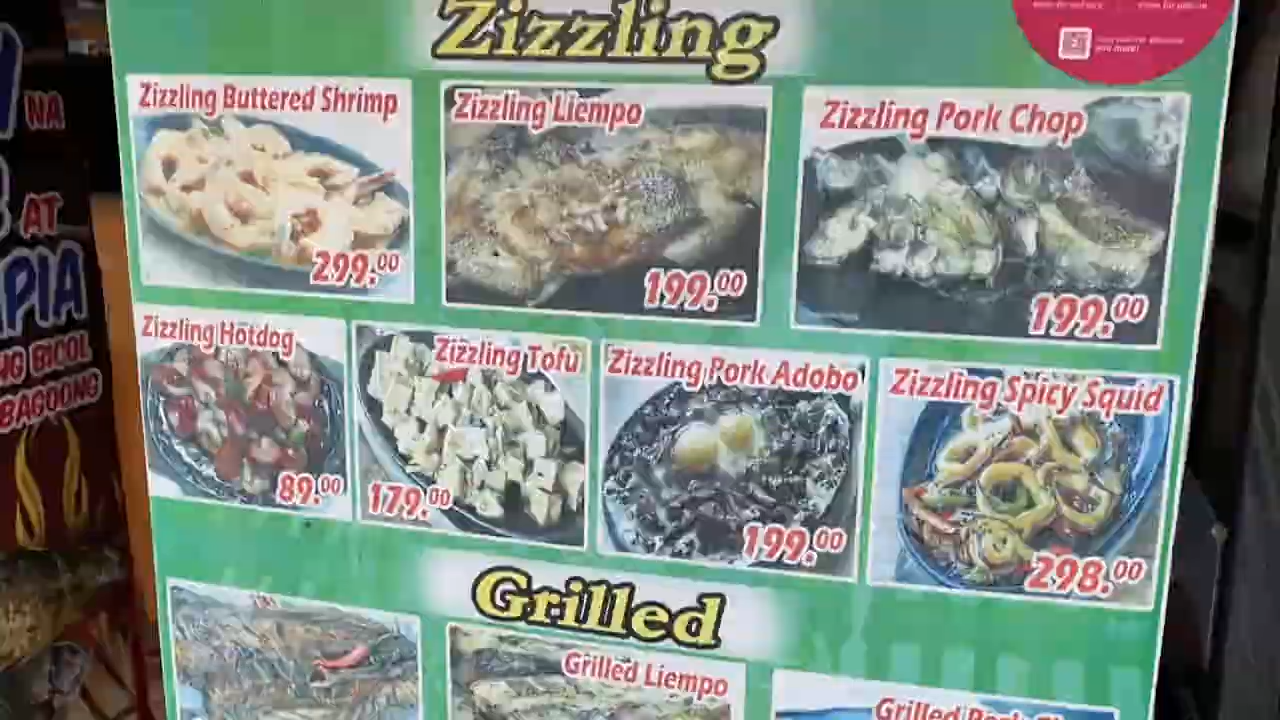 Zizzling
Zizzling Buttered Shrimp
299.00
Zizzling Liempo
199.00
Zizzling Pork Chop
199.00
Zizzling Hotdog
89.00
Zizzling Tofu
179.00
Zizzling Pork Adobo
199.00
Zizzling Spicy Squid
298.00
Grilled
Grilled Liempo
Grilled
NA
AT
BICOL
BAGOONG